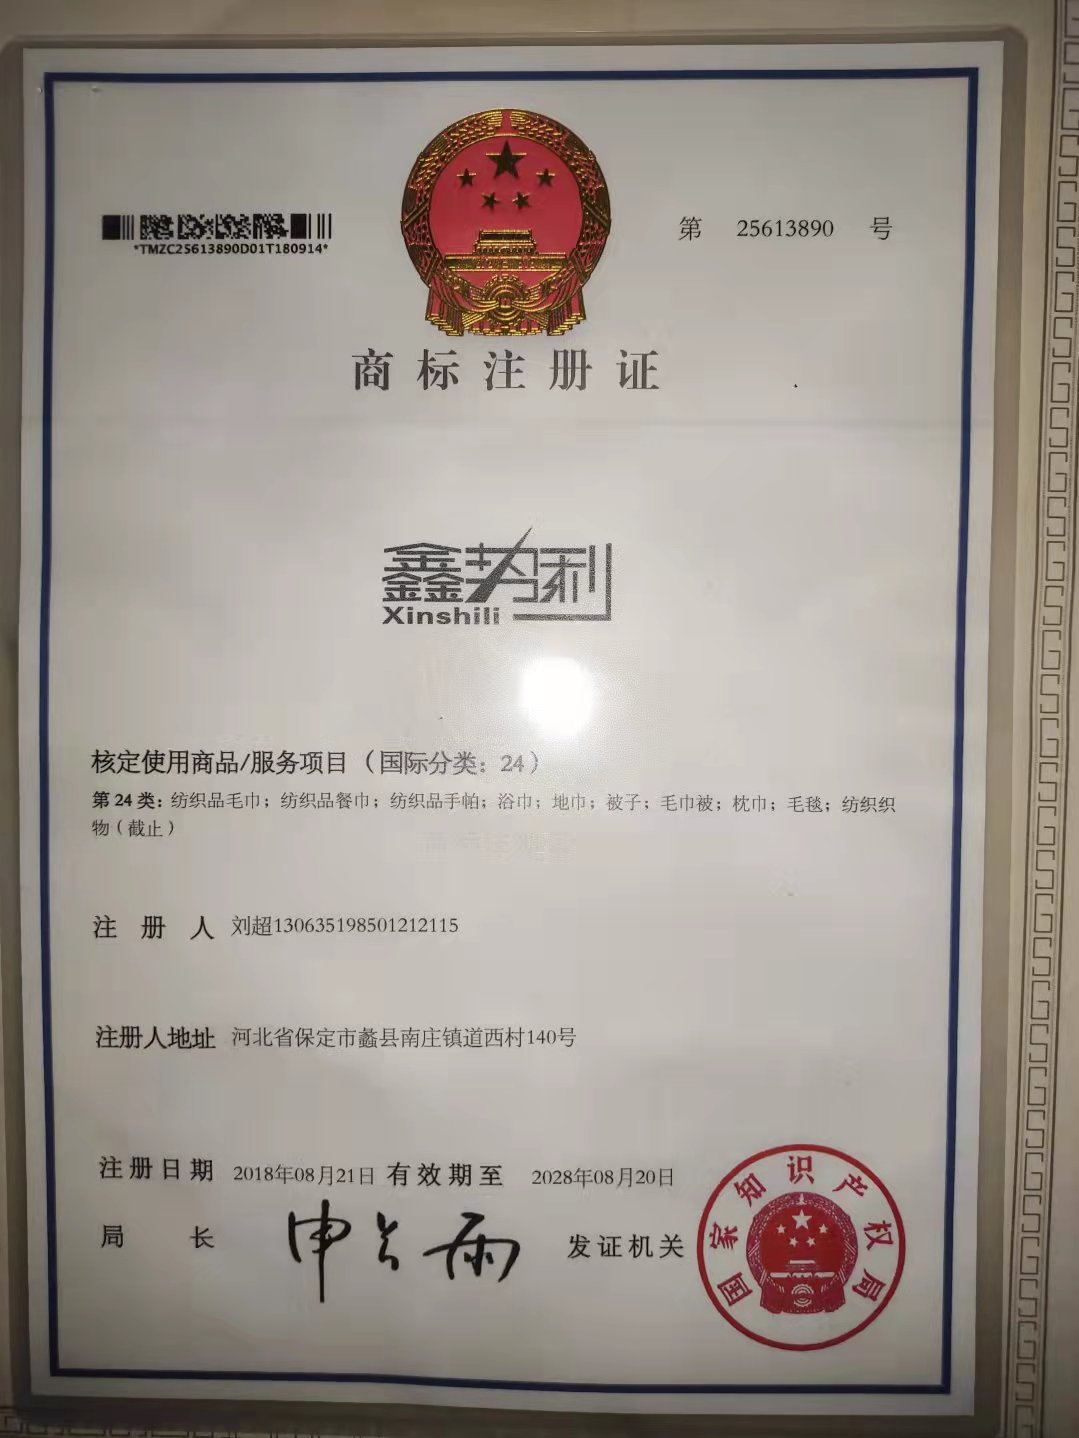 *TMZC25613890D01T180914*
第 25613890 号
商标注册证
鑫势利
Xinshili
核定使用商品/服务项目（国际分类：24）
第 24 类：纺织品毛巾；纺织品餐巾；纺织品手帕；浴巾；地巾；被子；毛巾被；枕巾；毛毯；纺织织
物（截止）
注册人 刘超130635198501212115
注册人地址 河北省保定市蠡县南庄镇道西村140号
注册日期 2018年08月21日 有效期至 2028年08月20日
局长 申长雨 发证机关
国家知识产权局